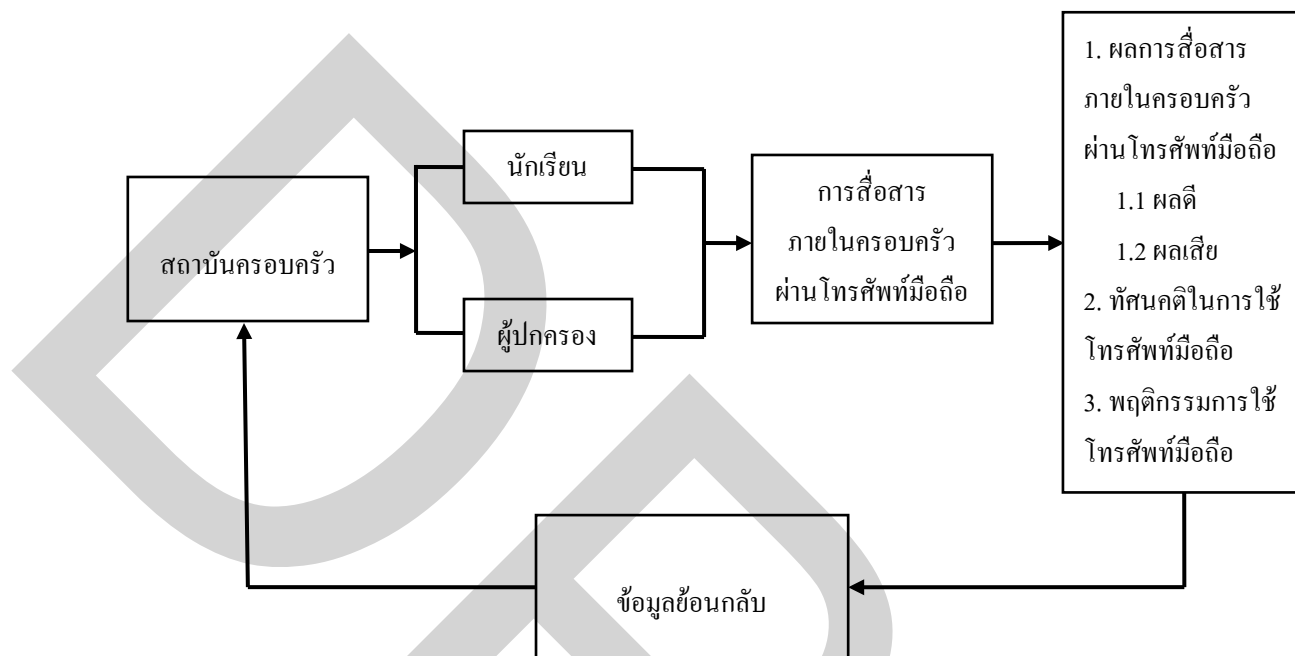 สถาบันครอบครัว
นักเรียน
ผู้ปกครอง
การสื่อสาร
ภายในครอบครัว
ผ่านโทรศัพท์มือถือ
1. ผลการสื่อสาร
ภายในครอบครัว
ผ่านโทรศัพท์มือถือ
1.1 ผลดี
1.2 ผลเสีย
2. ทัศนคติในการใช้
โทรศัพท์มือถือ
3. พฤติกรรมการใช้
โทรศัพท์มือถือ
ข้อมูลย้อนกลับ